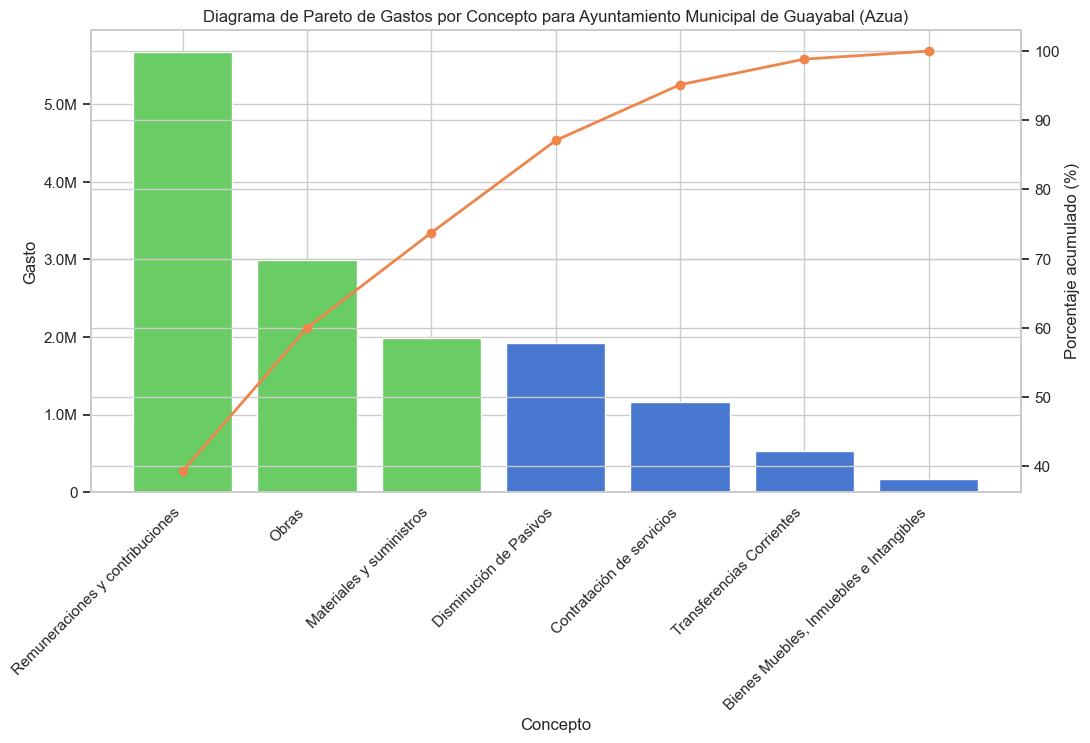 Diagrama de Pareto de Gastos por Concepto para Ayuntamiento Municipal de Guayabal (Azua)
Gasto
5.0M
4.0M
3.0M
2.0M
1.0M
0
100
90
80
70
60
50
40
Porcentaje acumulado (%)
Remuneraciones y contribuciones
Obras
Materiales y suministros
Disminución de Pasivos
Contratación de servicios
Transferencias Corrientes
Bienes Muebles, Inmuebles e Intangibles
Concepto